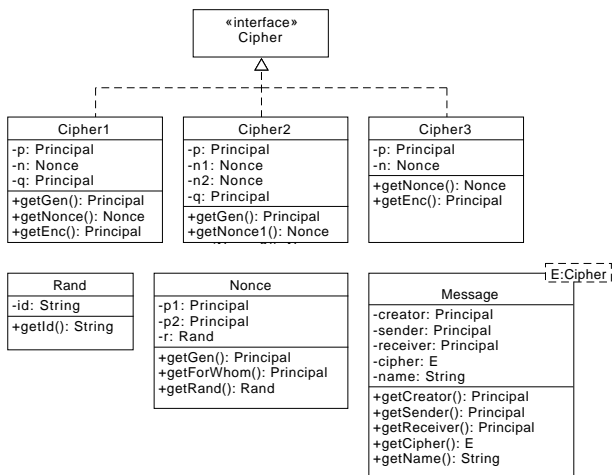 «interface»
Cipher
Cipher1
-p: Principal
-n: Nonce
-q: Principal
+getGen(): Principal
+getNonce(): Nonce
+getEnc(): Principal
Cipher2
-p: Principal
-n1: Nonce
-n2: Nonce
-q: Principal
+getGen(): Principal
+getNonce1(): Nonce
Cipher3
-p: Principal
-n: Nonce
+getNonce(): Nonce
+getEnc(): Principal
Rand
-id: String
+getId(): String
Nonce
-p1: Principal
-p2: Principal
-r: Rand
+getGen(): Principal
+getForWhom(): Principal
+getRand(): Rand
E:Cipher
Message
-creator: Principal
-sender: Principal
-receiver: Principal
-cipher: E
-name: String
+getCreator(): Principal
+getSender(): Principal
+getReceiver(): Principal
+getCipher(): E
+getName(): String